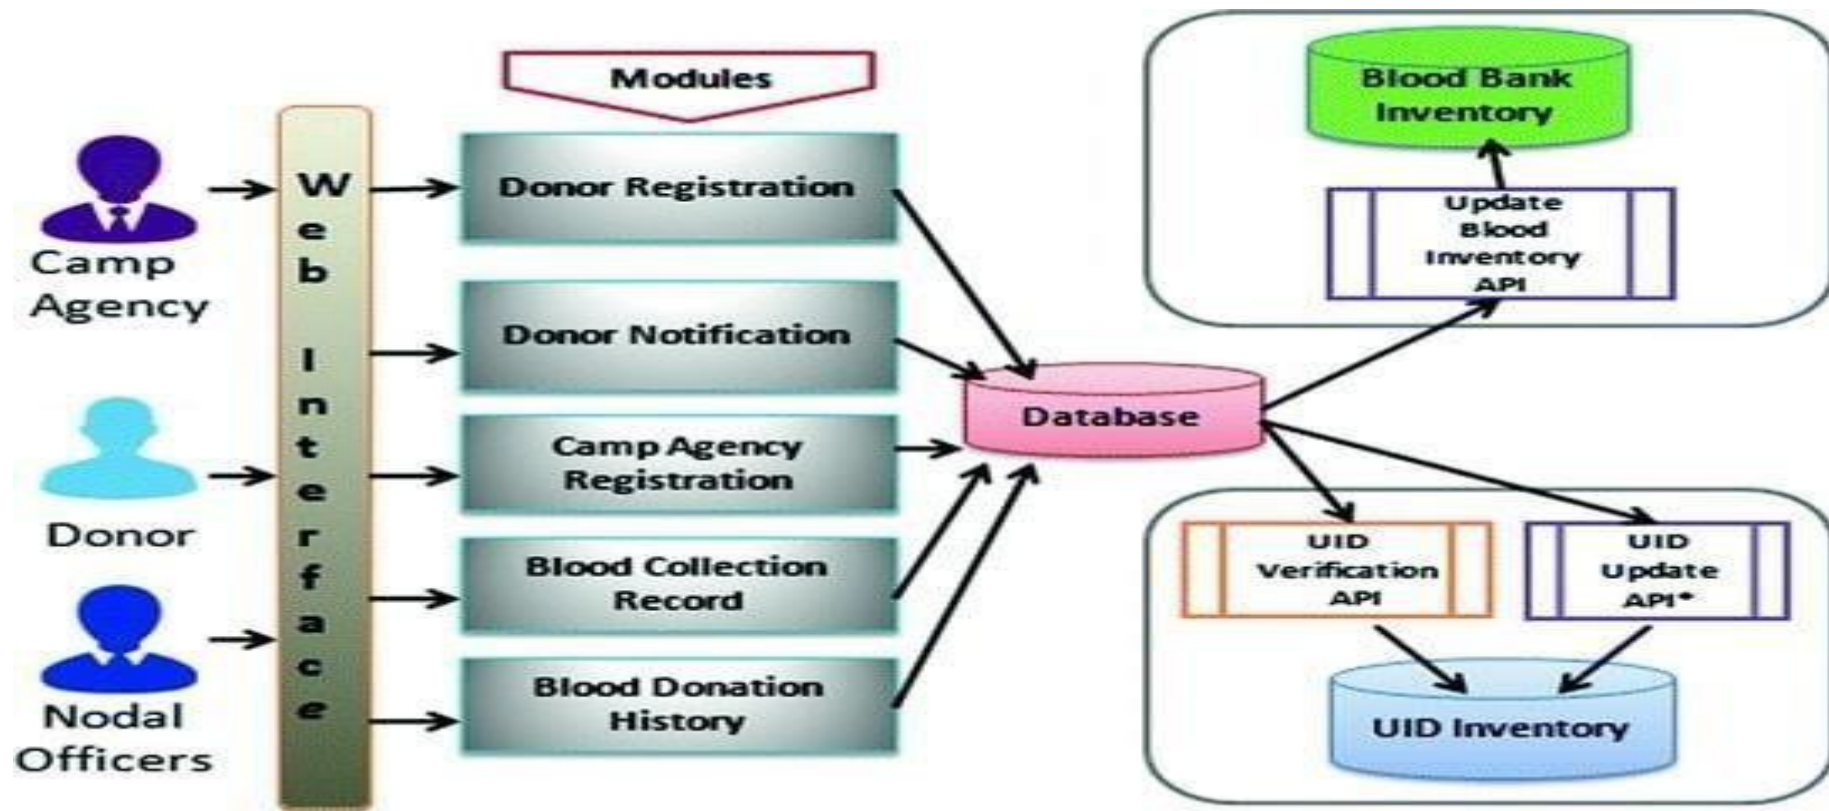 Modules
Camp
Agency
Donor
Nodal
Officers
Web Interface
Donor Registration
Donor Notification
Camp Agency
Registration
Blood Collection
Record
Blood Donation
History
Database
Blood Bank
Inventory
Update
Blood
Inventory
API
UID
Verification
API
UID
Update
API*
UID Inventory